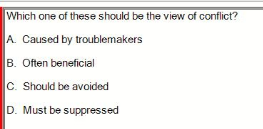 Which one of these should be the view of conflict?
A. Caused by troublemakers
B. Often beneficial
C. Should be avoided
D. Must be suppressed